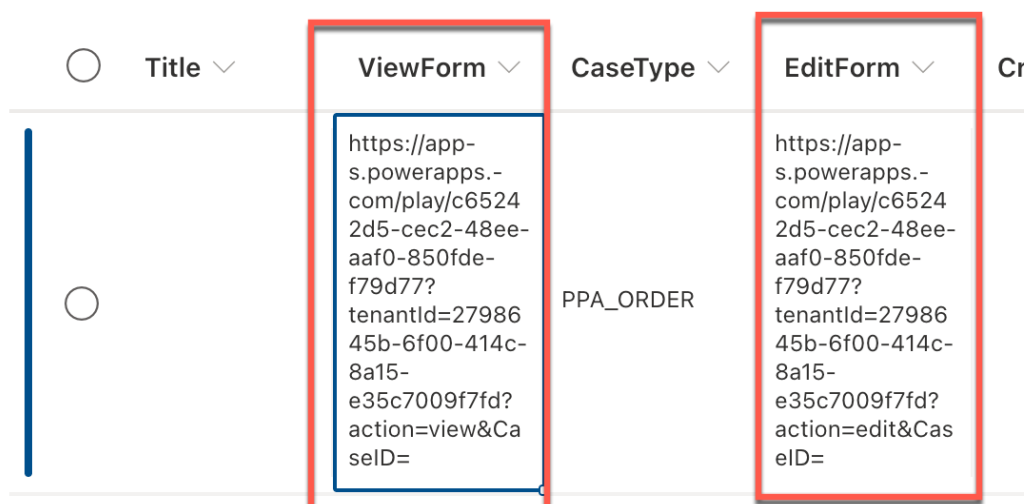 Title
ViewForm
CaseType
EditForm
Cr
https://app-
s.powerapps.-
com/play/c6524
2d5-cec2-48ee-
aaf0-850fde-
f79d77?
tenantId=27986
45b-6f00-414c-
8a15-
e35c7009f7fd?
action=view&Ca
seID=
PPA_ORDER
https://app-
s.powerapps.-
com/play/c6524
2d5-cec2-48ee-
aaf0-850fde-
f79d77?
tenantId=27986
45b-6f00-414c-
8a15-
e35c7009f7fd?
action=edit&Cas
eID=